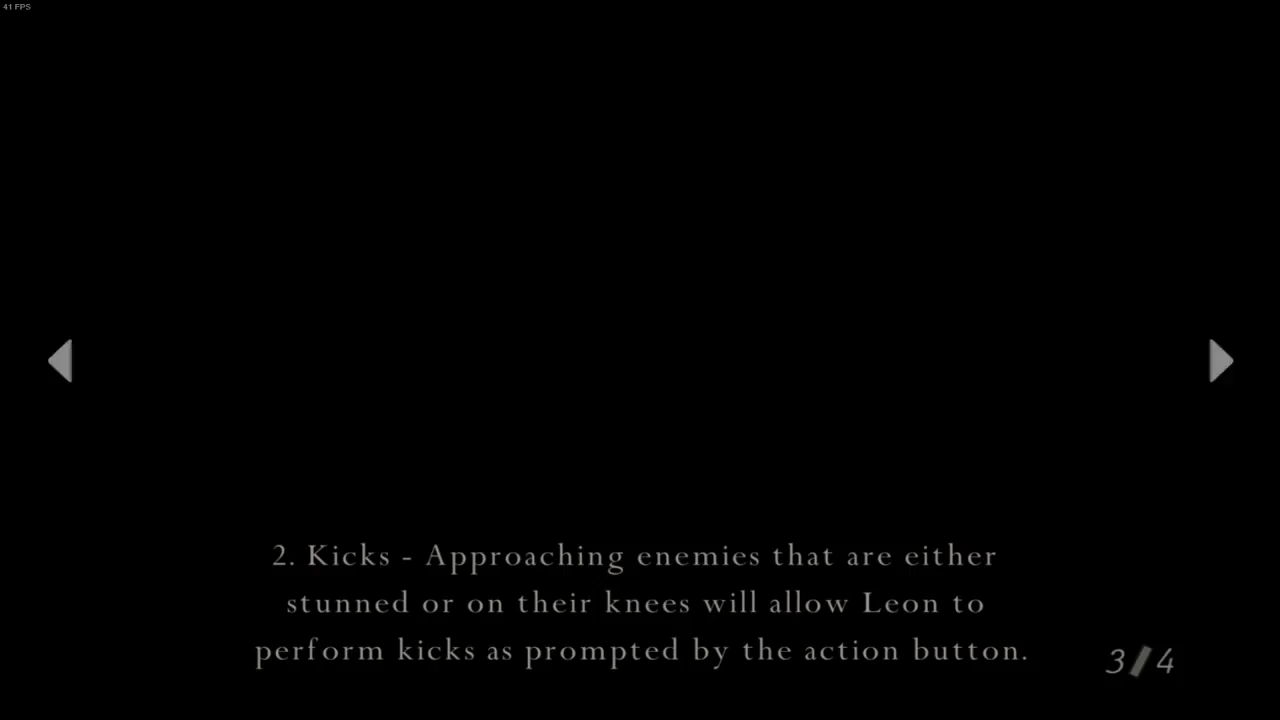 41 FPS
2. Kicks - Approaching enemies that are either
stunned or on their knees will allow Leon to
perform kicks as prompted by the action button.
3/4